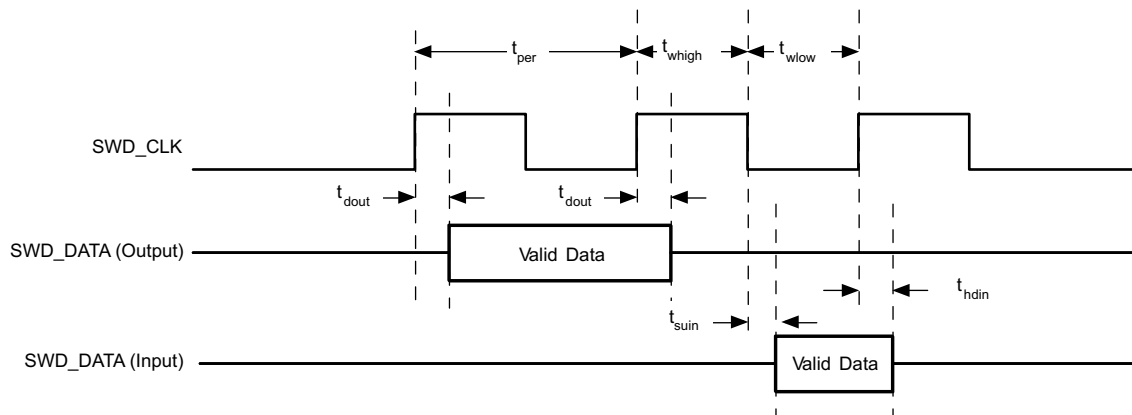 t_per t_whigh t_wlow
SWD_CLK
t_dout t_dout
SWD_DATA (Output) Valid Data
t_hdin
t_suin
SWD_DATA (Input) Valid Data